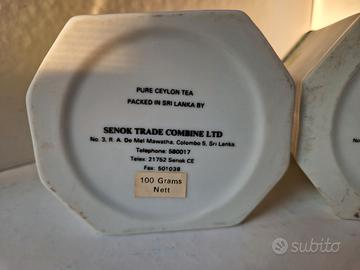 PURE CEYLON TEA
PACKED IN SRI LANKA BY
SENOK TRADE COMBINE LTD
No. 3, R. A. De Mel Mawatha, Colombo 5, Sri Lanka.
Telephone: 580017
Telex: 21752 Senok CE
Fax: 501038
100 Grams
Nett
subito